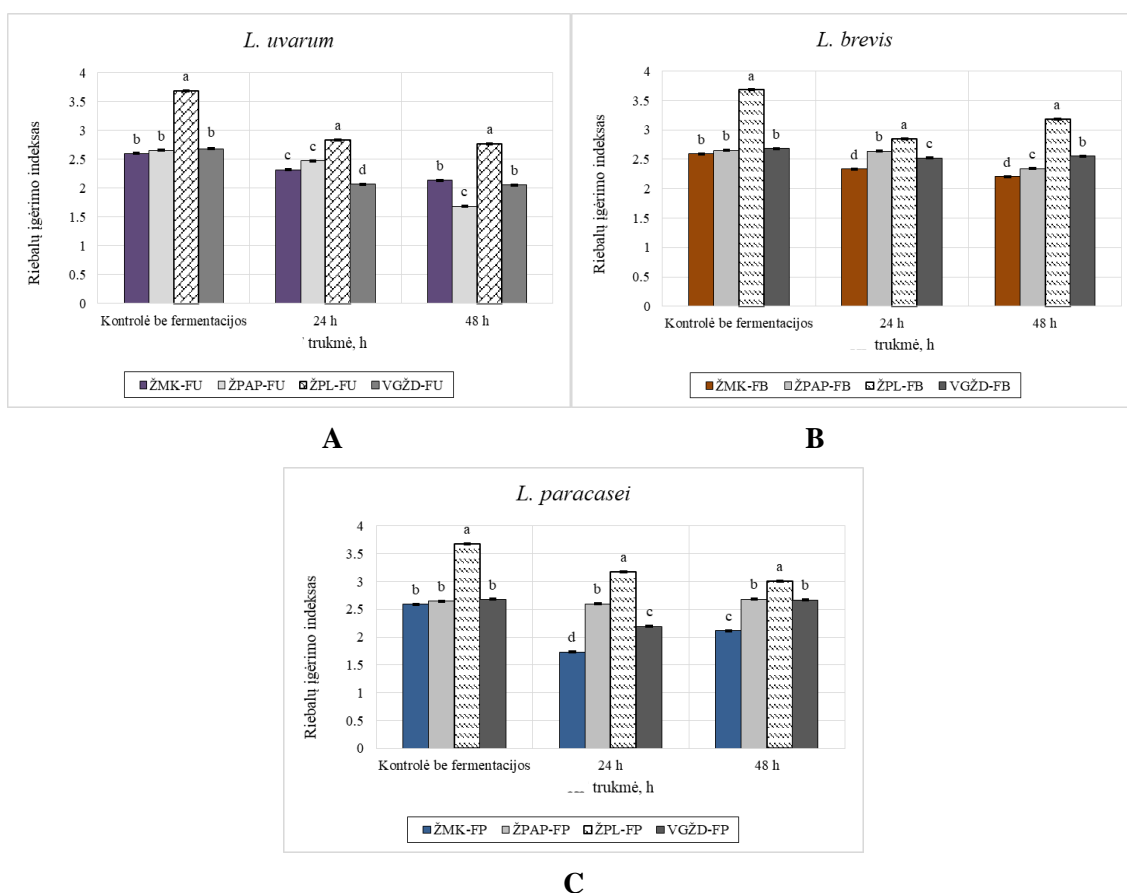 L. uvarum
Riebalų įgėrimo indeksas
4
3.5
3
2.5
2
1.5
1
0.5
0
b b a b
c c a d
b c a b
Kontrolė be fermentacijos 24 h 48 h
trukmė, h
ŽMK-FU ŽPAP-FU ŽPL-FU VGŽD-FU
A
L. brevis
Riebalų įgėrimo indeksas
4
3.5
3
2.5
2
1.5
1
0.5
0
b b a b
d b a c
d c a b
Kontrolė be fermentacijos 24 h 48 h
trukmė, h
ŽMK-FB ŽPAP-FB ŽPL-FB VGŽD-FB
B
L. paracasei
Riebalų įgėrimo indeksas
4
3.5
3
2.5
2
1.5
1
0.5
0
b b a b
d b a c
c b a b
Kontrolė be fermentacijos 24 h 48 h
trukmė, h
ŽMK-FP ŽPAP-FP ŽPL-FP VGŽD-FP
C